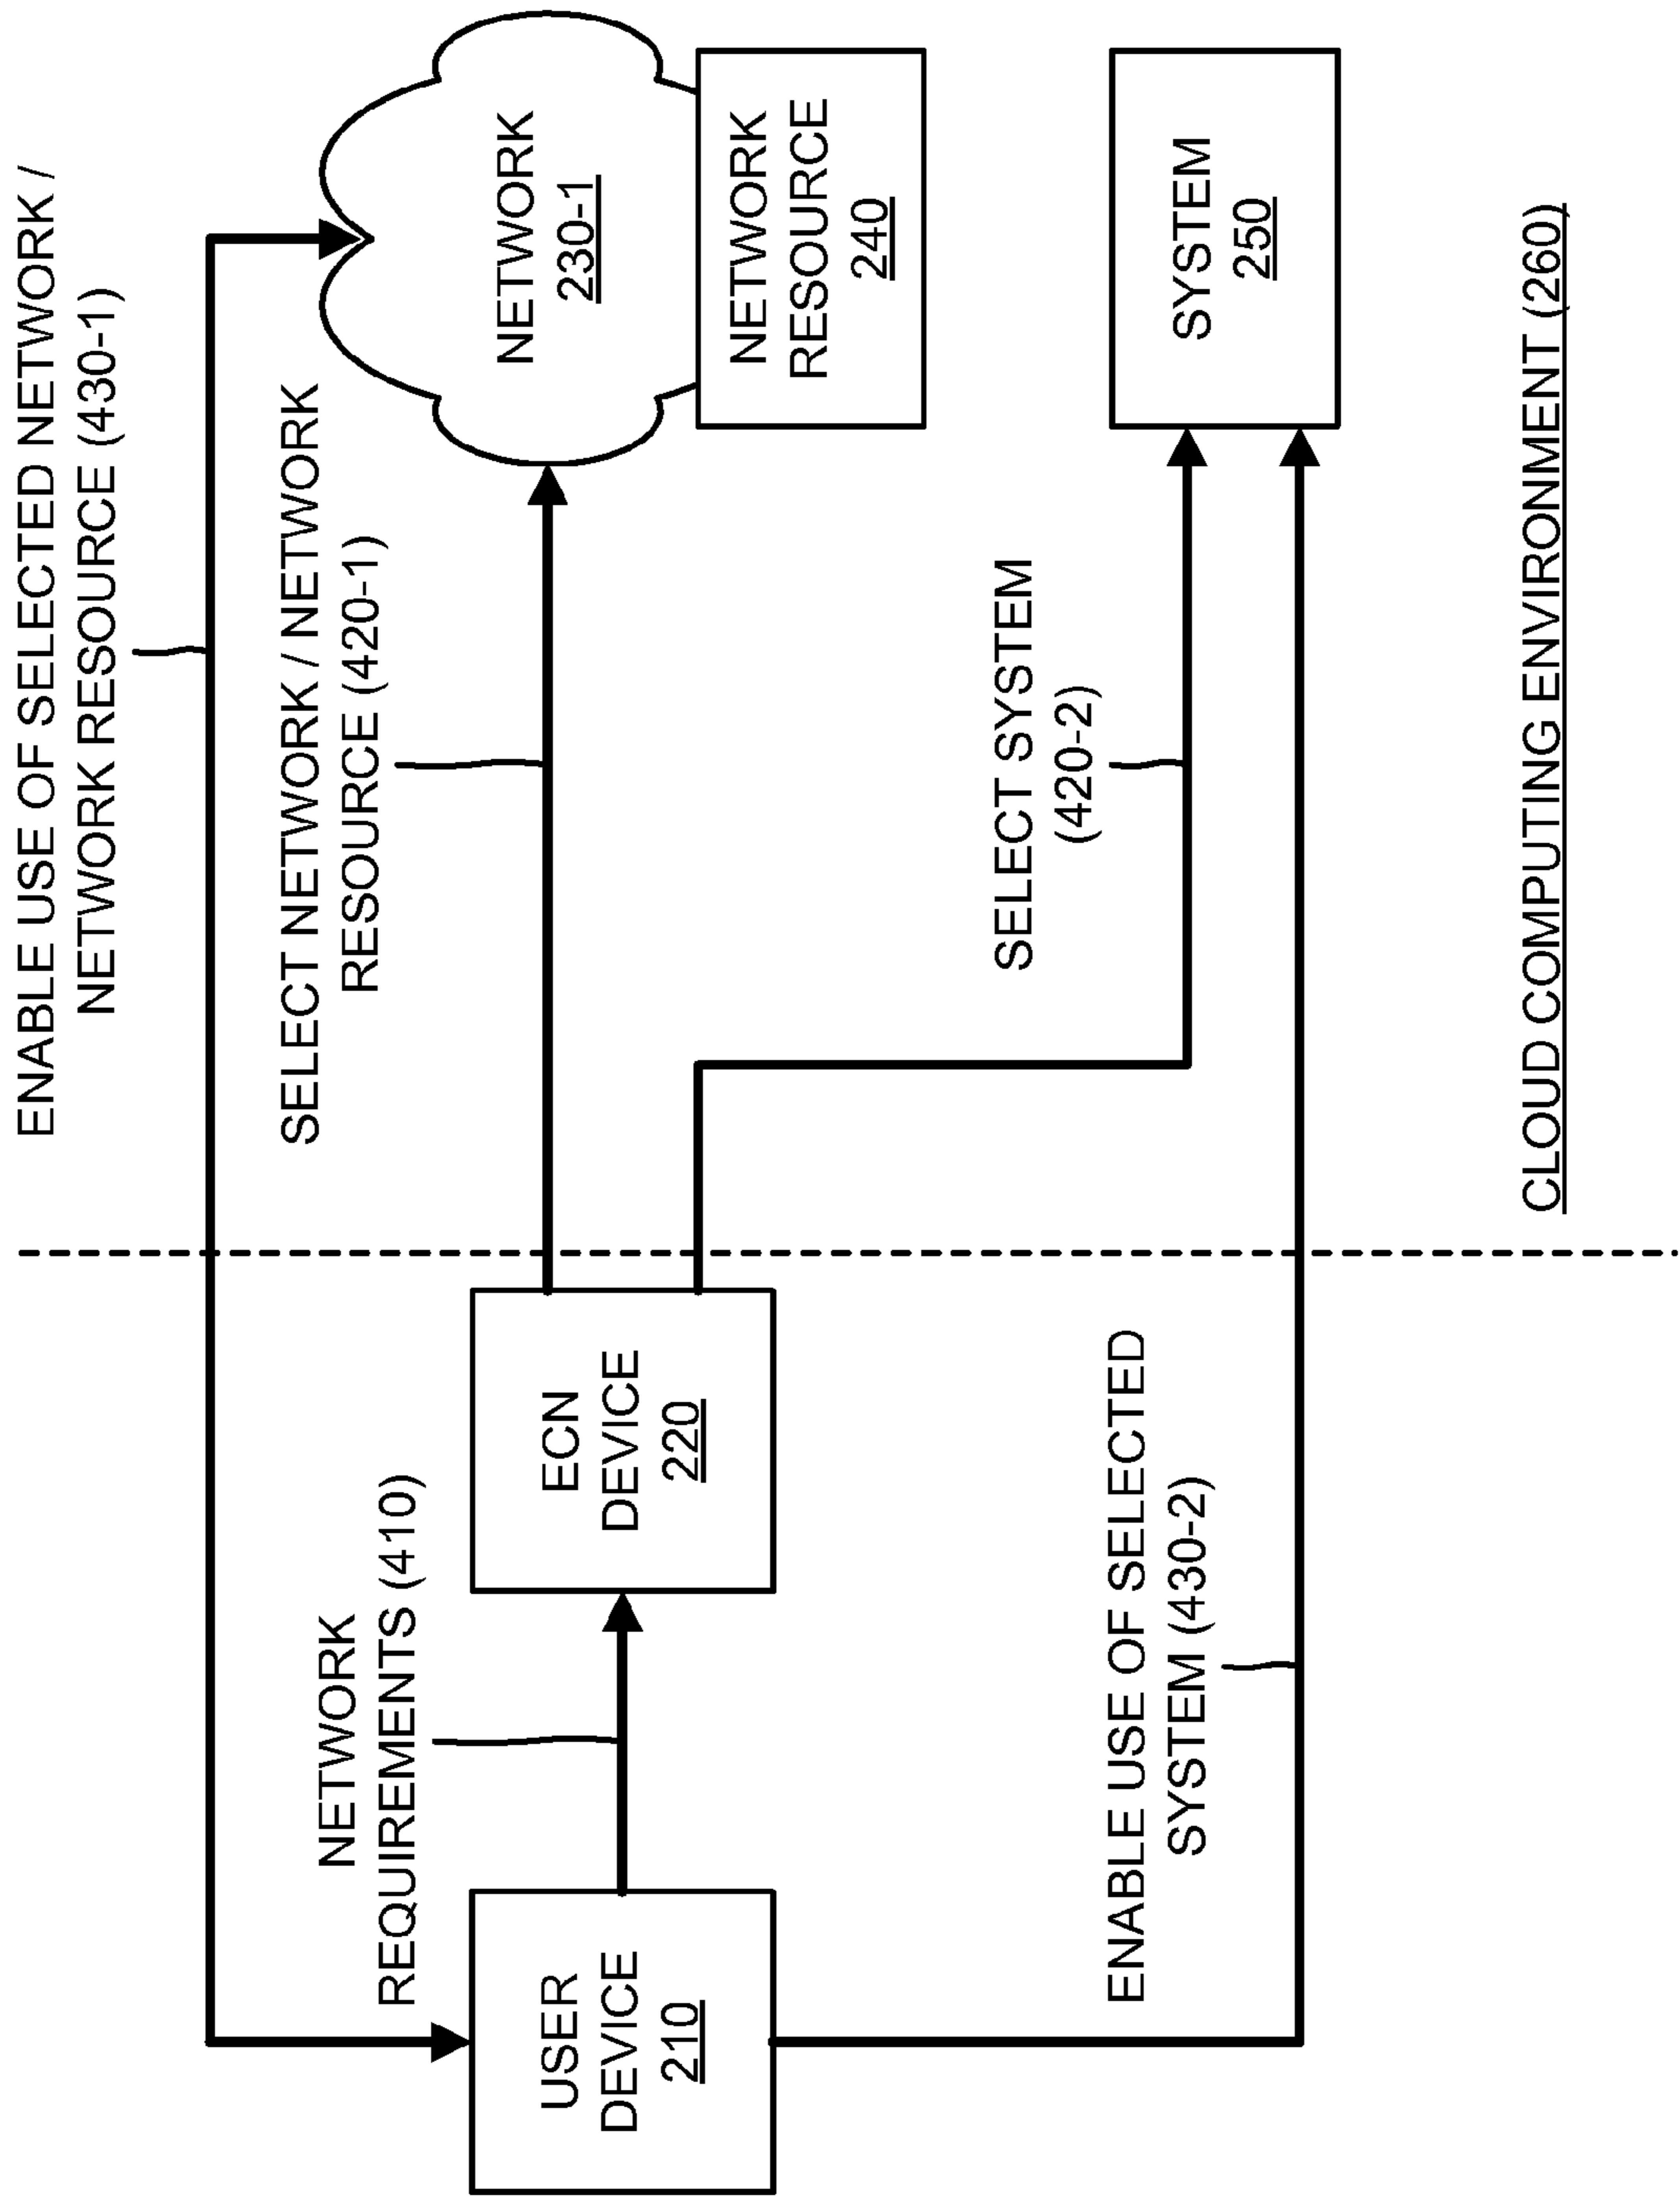 ENABLE USE OF SELECTED NETWORK /
NETWORK RESOURCE (430-1)
SELECT NETWORK / NETWORK
RESOURCE (420-1)
NETWORK
REQUIREMENTS (410)
USER
DEVICE
210
ECN
DEVICE
220
NETWORK
230-1
NETWORK
RESOURCE
240
SELECT SYSTEM
(420-2)
ENABLE USE OF SELECTED
SYSTEM (430-2)
SYSTEM
250
CLOUD COMPUTING ENVIRONMENT (260)